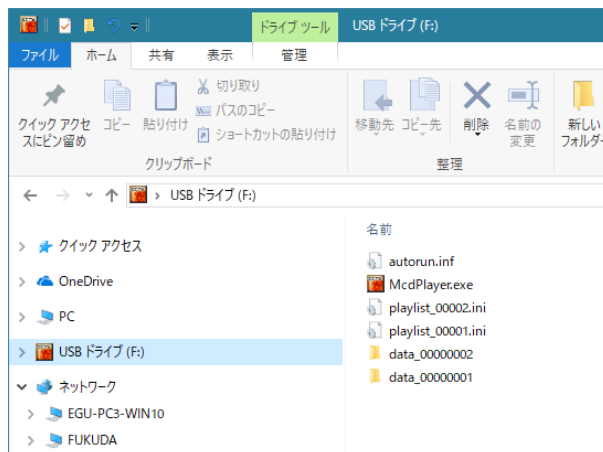 ドライブ ツール
USB ドライブ (F:)
ファイル
ホーム
共有
表示
管理
クイック アクセ
スにピン留め
コピー
貼り付け
切り取り
パスのコピー
ショートカットの貼り付け
移動先
コピー先
削除
名前の
変更
新しい
フォルダー
クリップボード
整理
USB ドライブ (F:)
クイック アクセス
OneDrive
PC
USB ドライブ (F:)
ネットワーク
EGU-PC3-WIN10
FUKUDA
名前
autorun.inf
McdPlayer.exe
playlist_00002.ini
playlist_00001.ini
data_00000002
data_00000001